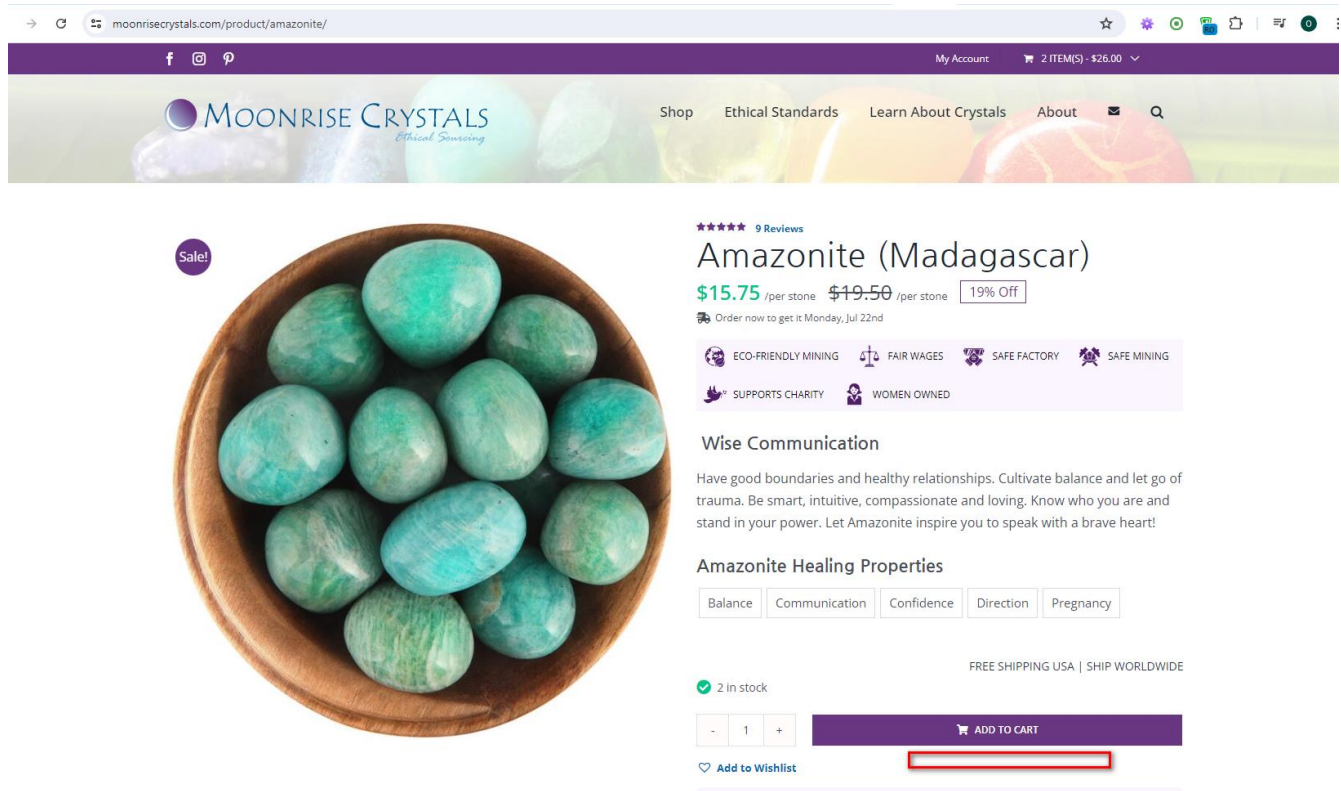 moonrisecrystals.com/product/amazonite/
RO
O
My Account 2 ITEM(S) - $26.00
MOONRISE CRYSTALS
Ethical Sourcing
Shop Ethical Standards Learn About Crystals About
Sale!
9 Reviews
Amazonite (Madagascar)
$15.75 /per stone $19.50 /per stone 19% Off
Order now to get it Monday, Jul 22nd
ECO-FRIENDLY MINING FAIR WAGES SAFE FACTORY SAFE MINING
SUPPORTS CHARITY WOMEN OWNED
Wise Communication
Have good boundaries and healthy relationships. Cultivate balance and let go of
trauma. Be smart, intuitive, compassionate and loving. Know who you are and
stand in your power. Let Amazonite inspire you to speak with a brave heart!
Amazonite Healing Properties
Balance Communication Confidence Direction Pregnancy
FREE SHIPPING USA | SHIP WORLDWIDE
2 in stock
- 1 + ADD TO CART
Add to Wishlist